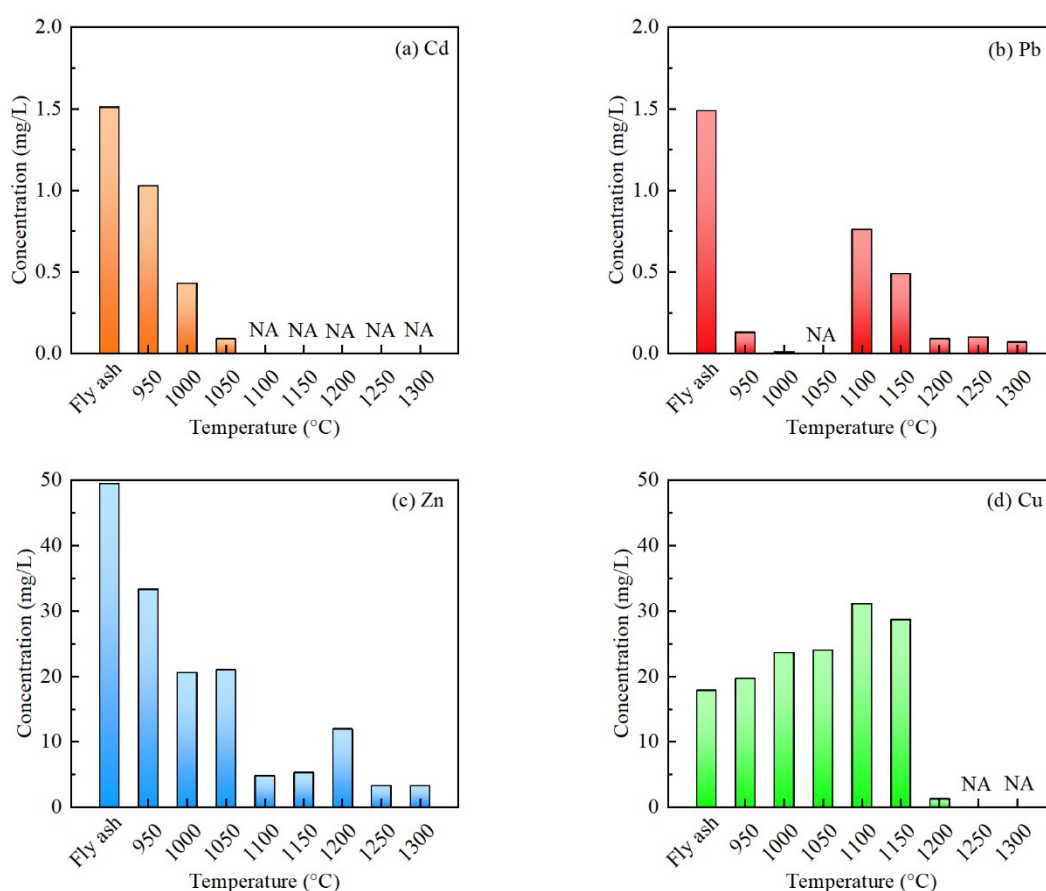 (a) Cd
Concentration (mg/L)
2.0
1.5
1.0
0.5
0.0
NA NA NA NA NA
Fly ash 950 1000 1050 1100 1150 1200 1250 1300
Temperature (°C)
(b) Pb
Concentration (mg/L)
2.0
1.5
1.0
0.5
0.0
NA
Fly ash 950 1000 1050 1100 1150 1200 1250 1300
Temperature (°C)
(c) Zn
Concentration (mg/L)
50
40
30
20
10
0
Fly ash 950 1000 1050 1100 1150 1200 1250 1300
Temperature (°C)
(d) Cu
Concentration (mg/L)
50
40
30
20
10
0
NA NA
Fly ash 950 1000 1050 1100 1150 1200 1250 1300
Temperature (°C)